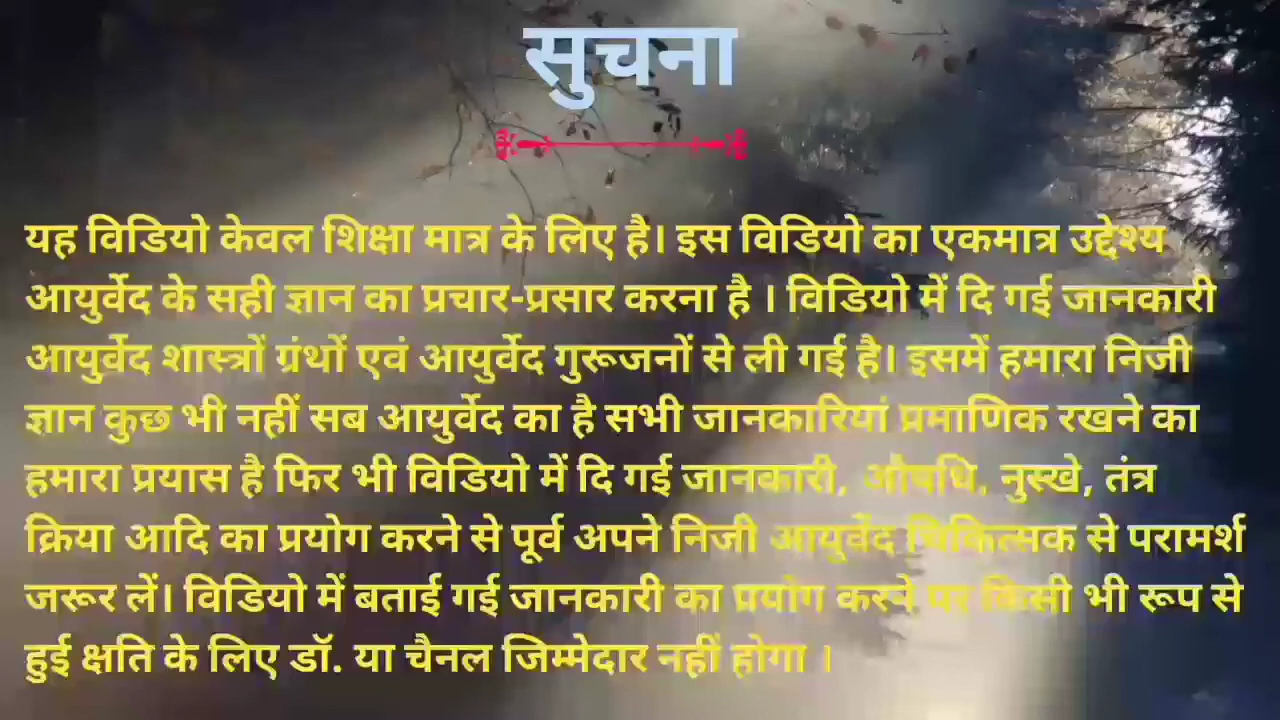 सुचना
यह विडियो केवल शिक्षा मात्र के लिए है। इस विडियो का एकमात्र उद्देश्य
आयुर्वेद के सही ज्ञान का प्रचार-प्रसार करना है । विडियो में दि गई जानकारी
आयुर्वेद शास्त्रों ग्रंथों एवं आयुर्वेद गुरूजनों से ली गई है। इसमें हमारा निजी
ज्ञान कुछ भी नहीं सब आयुर्वेद का है सभी जानकारियां प्रमाणिक रखने का
हमारा प्रयास है फिर भी विडियो में दि गई जानकारी, औषधि, नुस्खे, तंत्र
क्रिया आदि का प्रयोग करने से पूर्व अपने निजी आयुर्वेद चिकित्सक से परामर्श
जरूर लें। विडियो में बताई गई जानकारी का प्रयोग करने पर किसी भी रूप से
हुई क्षति के लिए डॉ. या चैनल जिम्मेदार नहीं होगा ।